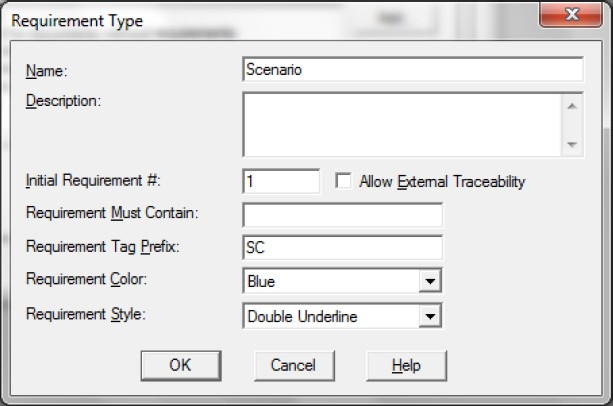 Requirement Type
Name: Scenario
Description:
Initial Requirement #: 1 Allow External Traceability
Requirement Must Contain:
Requirement Tag Prefix: SC
Requirement Color: Blue
Requirement Style: Double Underline
OK Cancel Help